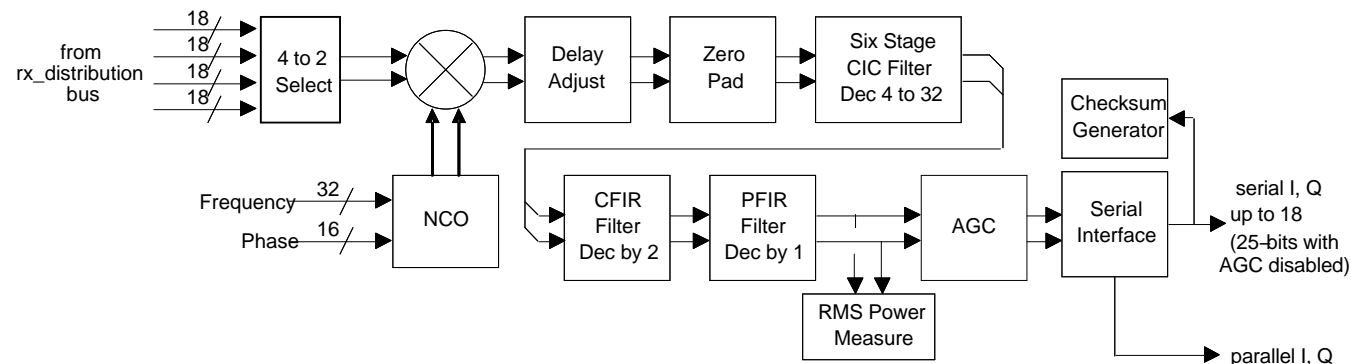 18
18
18
18
from
rx_distribution
bus
4 to 2
Select
Delay
Adjust
Zero
Pad
Six Stage
CIC Filter
Dec 4 to 32
Checksum
Generator
Frequency
32
Phase
16
NCO
CFIR
Filter
Dec by 2
PFIR
Filter
Dec by 1
AGC
Serial
Interface
serial I, Q
up to 18
(25–bits with
AGC disabled)
RMS Power
Measure
parallel I, Q